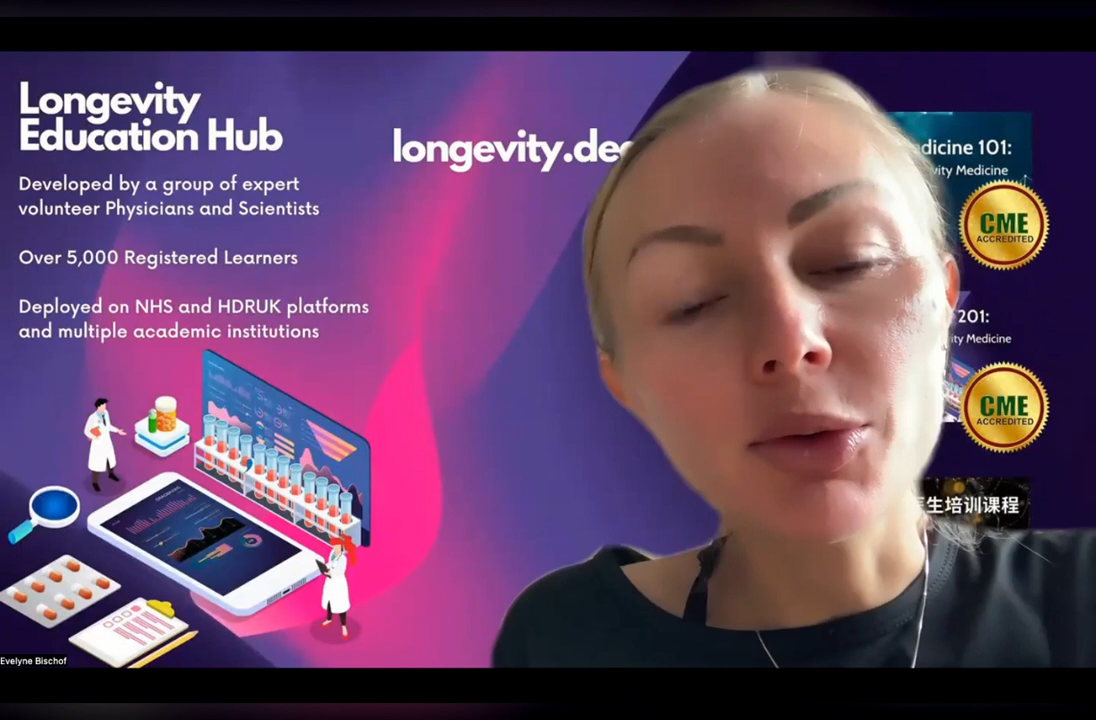 Longevity
Education Hub
Developed by a group of expert
volunteer Physicians and Scientists
Over 5,000 Registered Learners
Deployed on NHS and HDRUK platforms
and multiple academic institutions
longevity.de
dicine 101:
vity Medicine
CME
ACCREDITED
201:
ity Medicine
CME
ACCREDITED
生培训课程
Evelyne Bischof